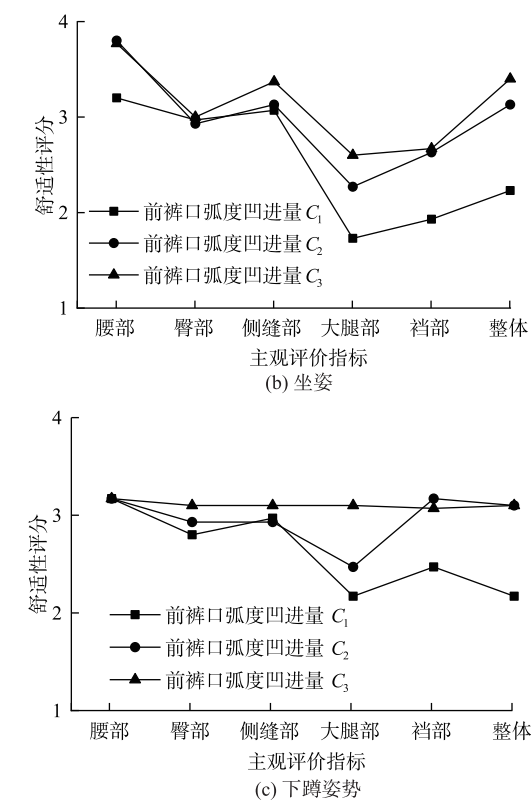 4
3
2
1
舒适性评分
前裤口弧度凹进量 C1
前裤口弧度凹进量 C2
前裤口弧度凹进量 C3
腰部 臀部 侧缝部 大腿部 裆部 整体
主观评价指标
(b) 坐姿
4
3
2
1
舒适性评分
前裤口弧度凹进量 C1
前裤口弧度凹进量 C2
前裤口弧度凹进量 C3
腰部 臀部 侧缝部 大腿部 裆部 整体
主观评价指标
(c) 下蹲姿势